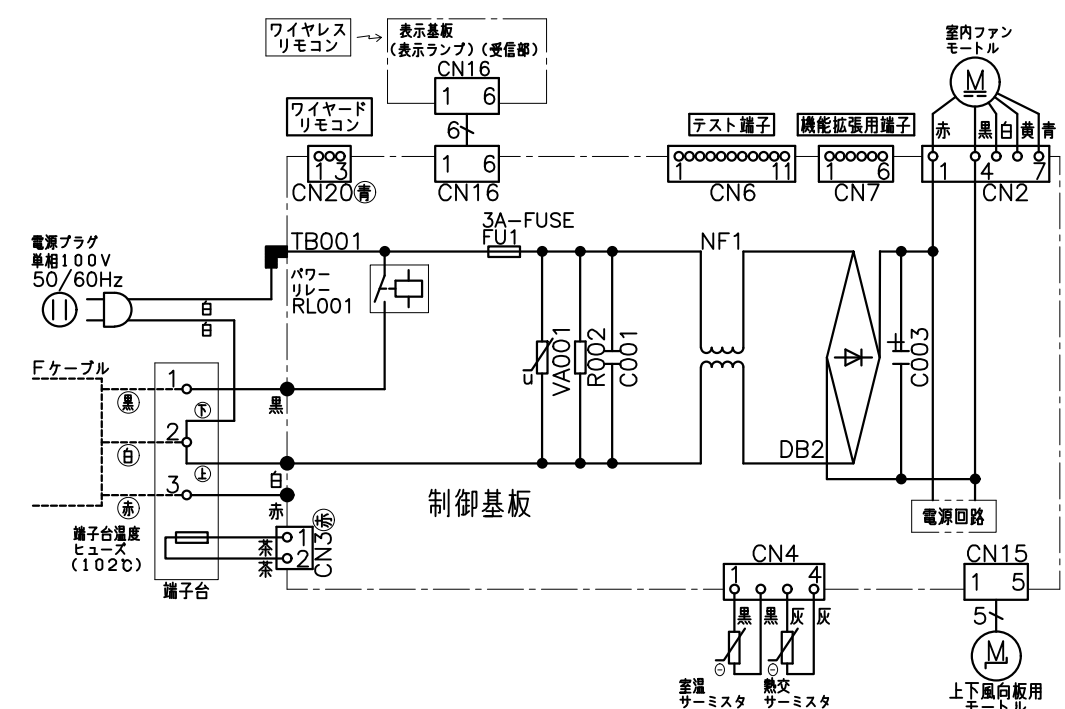 ワイヤレス
リモコン
表示基板
(表示ランプ)(受信部)
CN16
1 6
6
1 6
CN16
ワイヤード
リモコン
1 3
CN20 青
テスト端子
1 11
CN6
機能拡張用端子
1 6
CN7
室内ファン
モートル
M
赤 黒 白 黄 青
1 4 7
CN2
電源プラグ
単相100V
50/60Hz
白
白
TB001
パワー
リレー
RL001
3A-FUSE
FU1
NF1
u
VA001
R002
C001
DB2
+
C003
電源回路
Fケーブル
1
黒
下
黒
2
白
上
白
3
赤
赤
端子台温度
ヒューズ
(102℃)
茶
茶
1
2
CN3 赤
端子台
制御基板
CN4
1 4
黒 黒 灰 灰
室温
サーミスタ
熱交
サーミスタ
CN15
1 5
5
M
上下風向板用
モートル